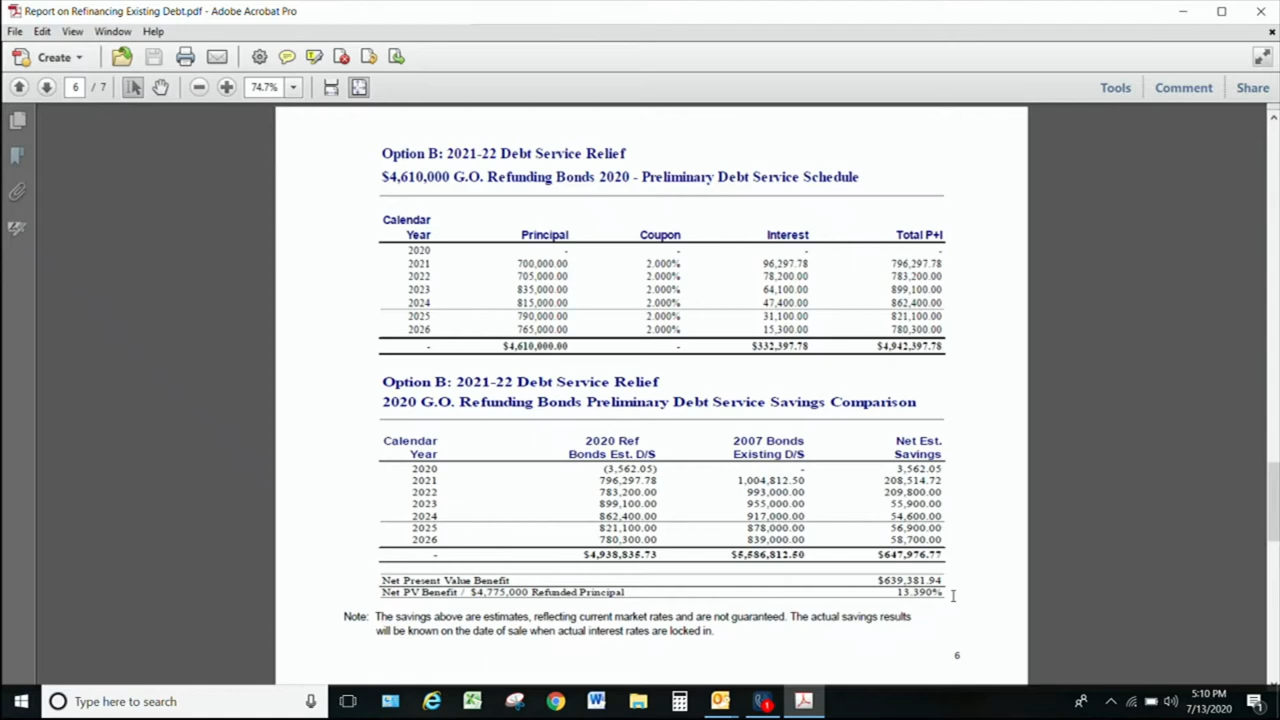 Report on Refinancing Existing Debt.pdf - Adobe Acrobat Pro
File Edit View Window Help
Create
6 / 7 74.7% Tools Comment Share
Option B: 2021-22 Debt Service Relief
$4,610,000 G.O. Refunding Bonds 2020 - Preliminary Debt Service Schedule
Calendar
Year Principal Coupon Interest Total P+I
2020 - - - -
2021 700,000.00 2.000% 96,297.78 796,297.78
2022 705,000.00 2.000% 78,200.00 783,200.00
2023 835,000.00 2.000% 64,100.00 899,100.00
2024 815,000.00 2.000% 47,400.00 862,400.00
2025 790,000.00 2.000% 31,100.00 821,100.00
2026 765,000.00 2.000% 15,300.00 780,300.00
- $4,610,000.00 - $332,397.78 $4,942,397.78
Option B: 2021-22 Debt Service Relief
2020 G.O. Refunding Bonds Preliminary Debt Service Savings Comparison
Calendar 2020 Ref 2007 Bonds Net Est.
Year Bonds Est. D/S Existing D/S Savings
2020 (3,562.05) - 3,562.05
2021 796,297.78 1,004,812.50 208,514.72
2022 783,200.00 993,000.00 209,800.00
2023 899,100.00 955,000.00 55,900.00
2024 862,400.00 917,000.00 54,600.00
2025 821,100.00 878,000.00 56,900.00
2026 780,300.00 839,000.00 58,700.00
- $4,938,835.73 $5,586,812.50 $647,976.77
Net Present Value Benefit $639,381.94
Net PV Benefit / $4,775,000 Refunded Principal 13.390%
Note: The savings above are estimates, reflecting current market rates and are not guaranteed. The actual savings results
will be known on the date of sale when actual interest rates are locked in.
6
Type here to search
5:10 PM
7/13/2020